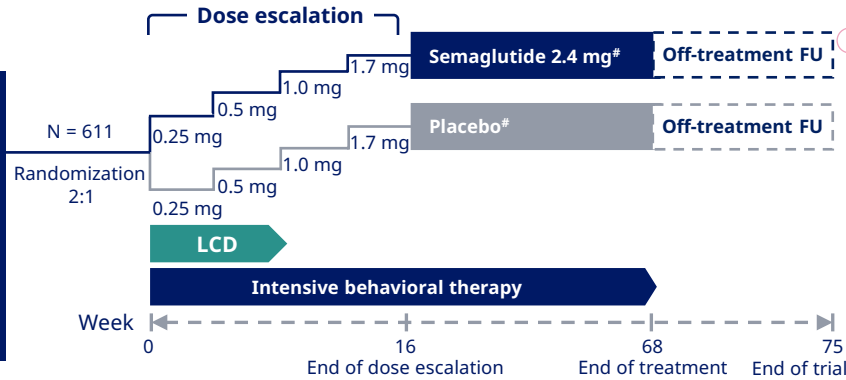 Dose escalation
N = 611
Randomization
2:1
0.25 mg
0.5 mg
1.0 mg
1.7 mg
Semaglutide 2.4 mg#
Off-treatment FU
0.25 mg
0.5 mg
1.0 mg
1.7 mg
Placebo#
Off-treatment FU
LCD
Intensive behavioral therapy
Week
0
16
68
75
End of dose escalation
End of treatment
End of trial